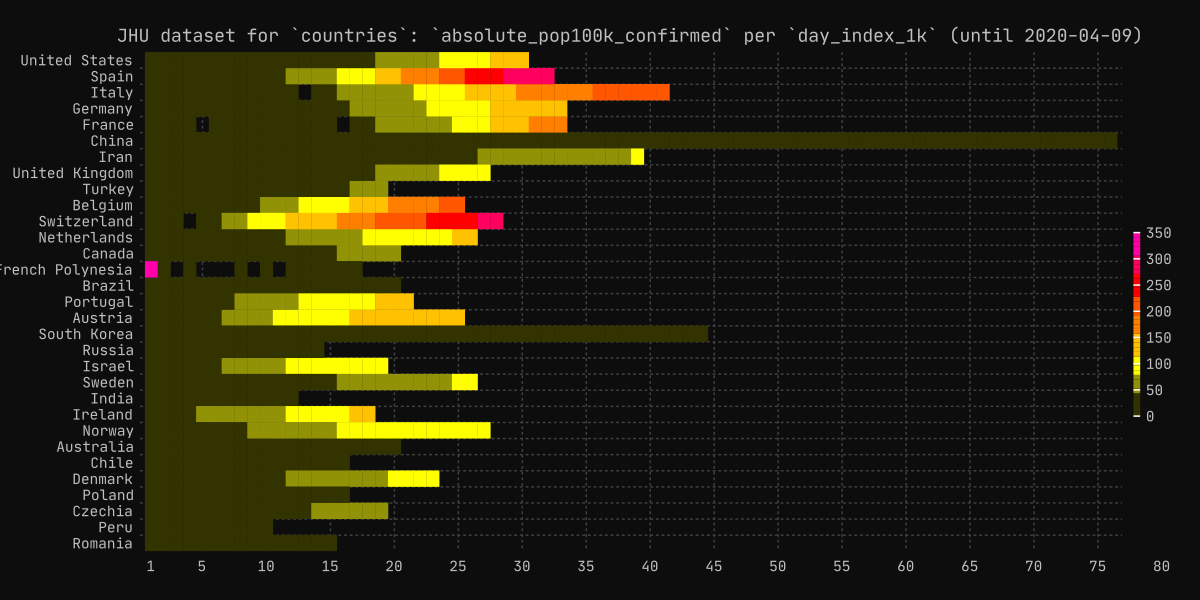 JHU dataset for `countries`: `absolute_pop100k_confirmed` per `day_index_1k` (until 2020-04-09)
United States
Spain
Italy
Germany
France
China
Iran
United Kingdom
Turkey
Belgium
Switzerland
Netherlands
Canada
French Polynesia
Brazil
Portugal
Austria
South Korea
Russia
Israel
Sweden
India
Ireland
Norway
Australia
Chile
Denmark
Poland
Czechia
Peru
Romania
350
300
250
200
150
100
50
0
1 5 10 15 20 25 30 35 40 45 50 55 60 65 70 75 80